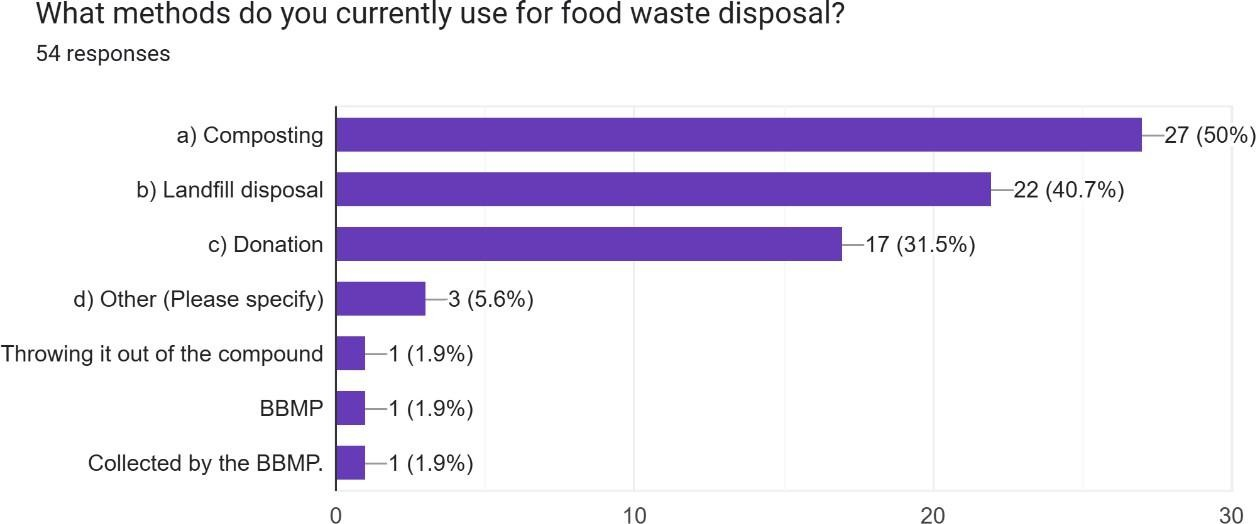 What methods do you currently use for food waste disposal?
54 responses
a) Composting 27 (50%)
b) Landfill disposal 22 (40.7%)
c) Donation 17 (31.5%)
d) Other (Please specify) 3 (5.6%)
Throwing it out of the compound 1 (1.9%)
BBMP 1 (1.9%)
Collected by the BBMP. 1 (1.9%)
0 10 20 30